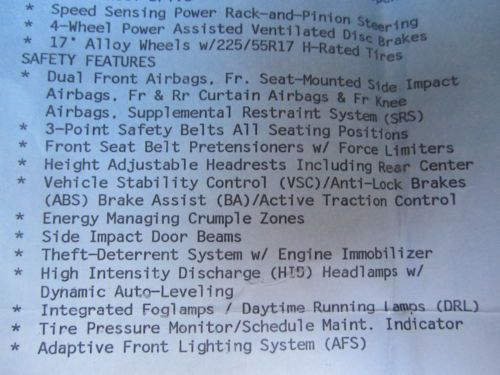 * Speed Sensing Power Rack-and-Pinion Steering
* 4-Wheel Power Assisted Ventilated Disc Brakes
* 17" Alloy Wheels w/225/55R17 H-Rated Tires
SAFETY FEATURES
* Dual Front Airbags, Fr. Seat-Mounted Side Impact
Airbags, Fr & Rr Curtain Airbags & Fr Knee
Airbags, Supplemental Restraint System (SRS)
* 3-Point Safety Belts All Seating Positions
* Front Seat Belt Pretensioners w/ Force Limiters
* Height Adjustable Headrests Including Rear Center
* Vehicle Stability Control (VSC)/Anti-Lock Brakes
(ABS) Brake Assist (BA)/Active Traction Control
* Energy Managing Crumple Zones
* Side Impact Door Beams
* Theft-Deterrent System w/ Engine Immobilizer
* High Intensity Discharge (HID) Headlamps w/
Dynamic Auto-Leveling
* Integrated Foglamps / Daytime Running Lamps (DRL)
* Tire Pressure Monitor/Schedule Maint. Indicator
* Adaptive Front Lighting System (AFS)